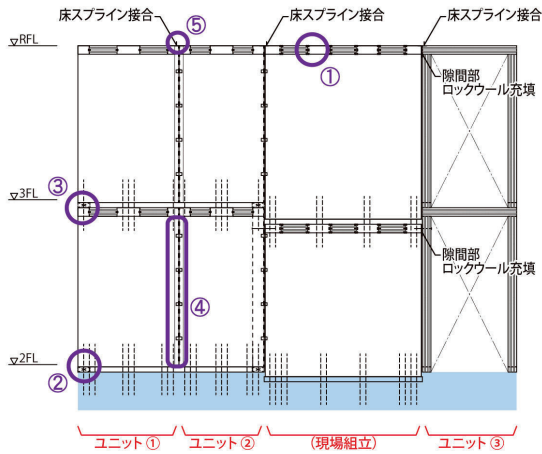 床スプライン接合
⑤
床スプライン接合
床スプライン接合
RFL
①
隙間部
ロックウール充填
③
3FL
隙間部
ロックウール充填
④
2FL
②
ユニット①
ユニット②
(現場組立)
ユニット③